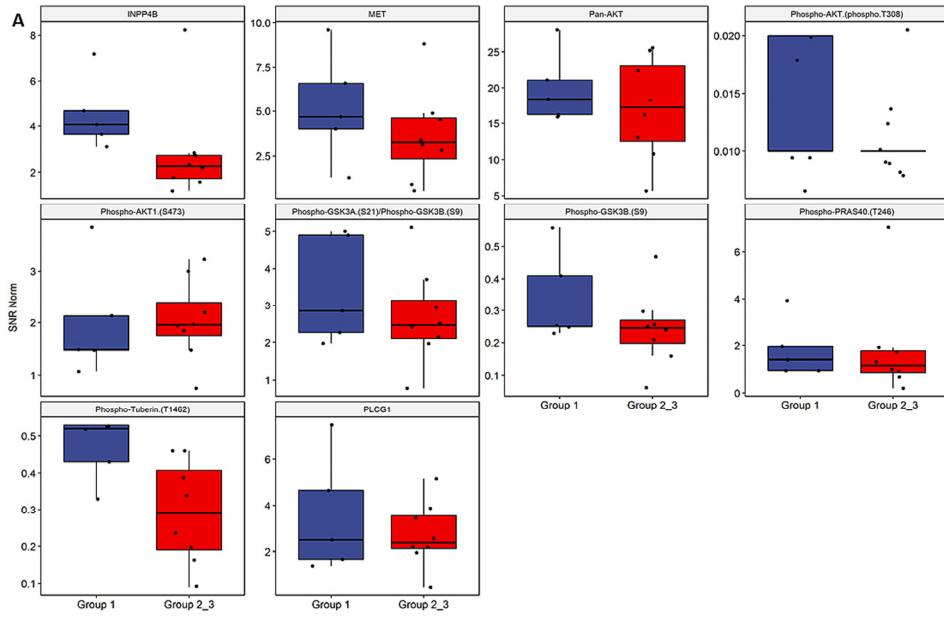 A
INPP4B
MET
Pan-AKT
Phospho-AKT.(phospho.T308)
8
6
4
2
10.0
7.5
5.0
2.5
25
20
15
10
5
0.020
0.015
0.010
Phospho-AKT1.(S473)
Phospho-GSK3A.(S21)/Phospho-GSK3B.(S9)
Phospho-GSK3B.(S9)
Phospho-PRAS40.(T246)
SNR Norm
3
2
1
5
4
3
2
1
0.5
0.4
0.3
0.2
0.1
6
4
2
0
Group 1
Group 2_3
Group 1
Group 2_3
Phospho-Tuberin.(T1462)
PLCG1
0.5
0.4
0.3
0.2
0.1
6
4
2
Group 1
Group 2_3
Group 1
Group 2_3